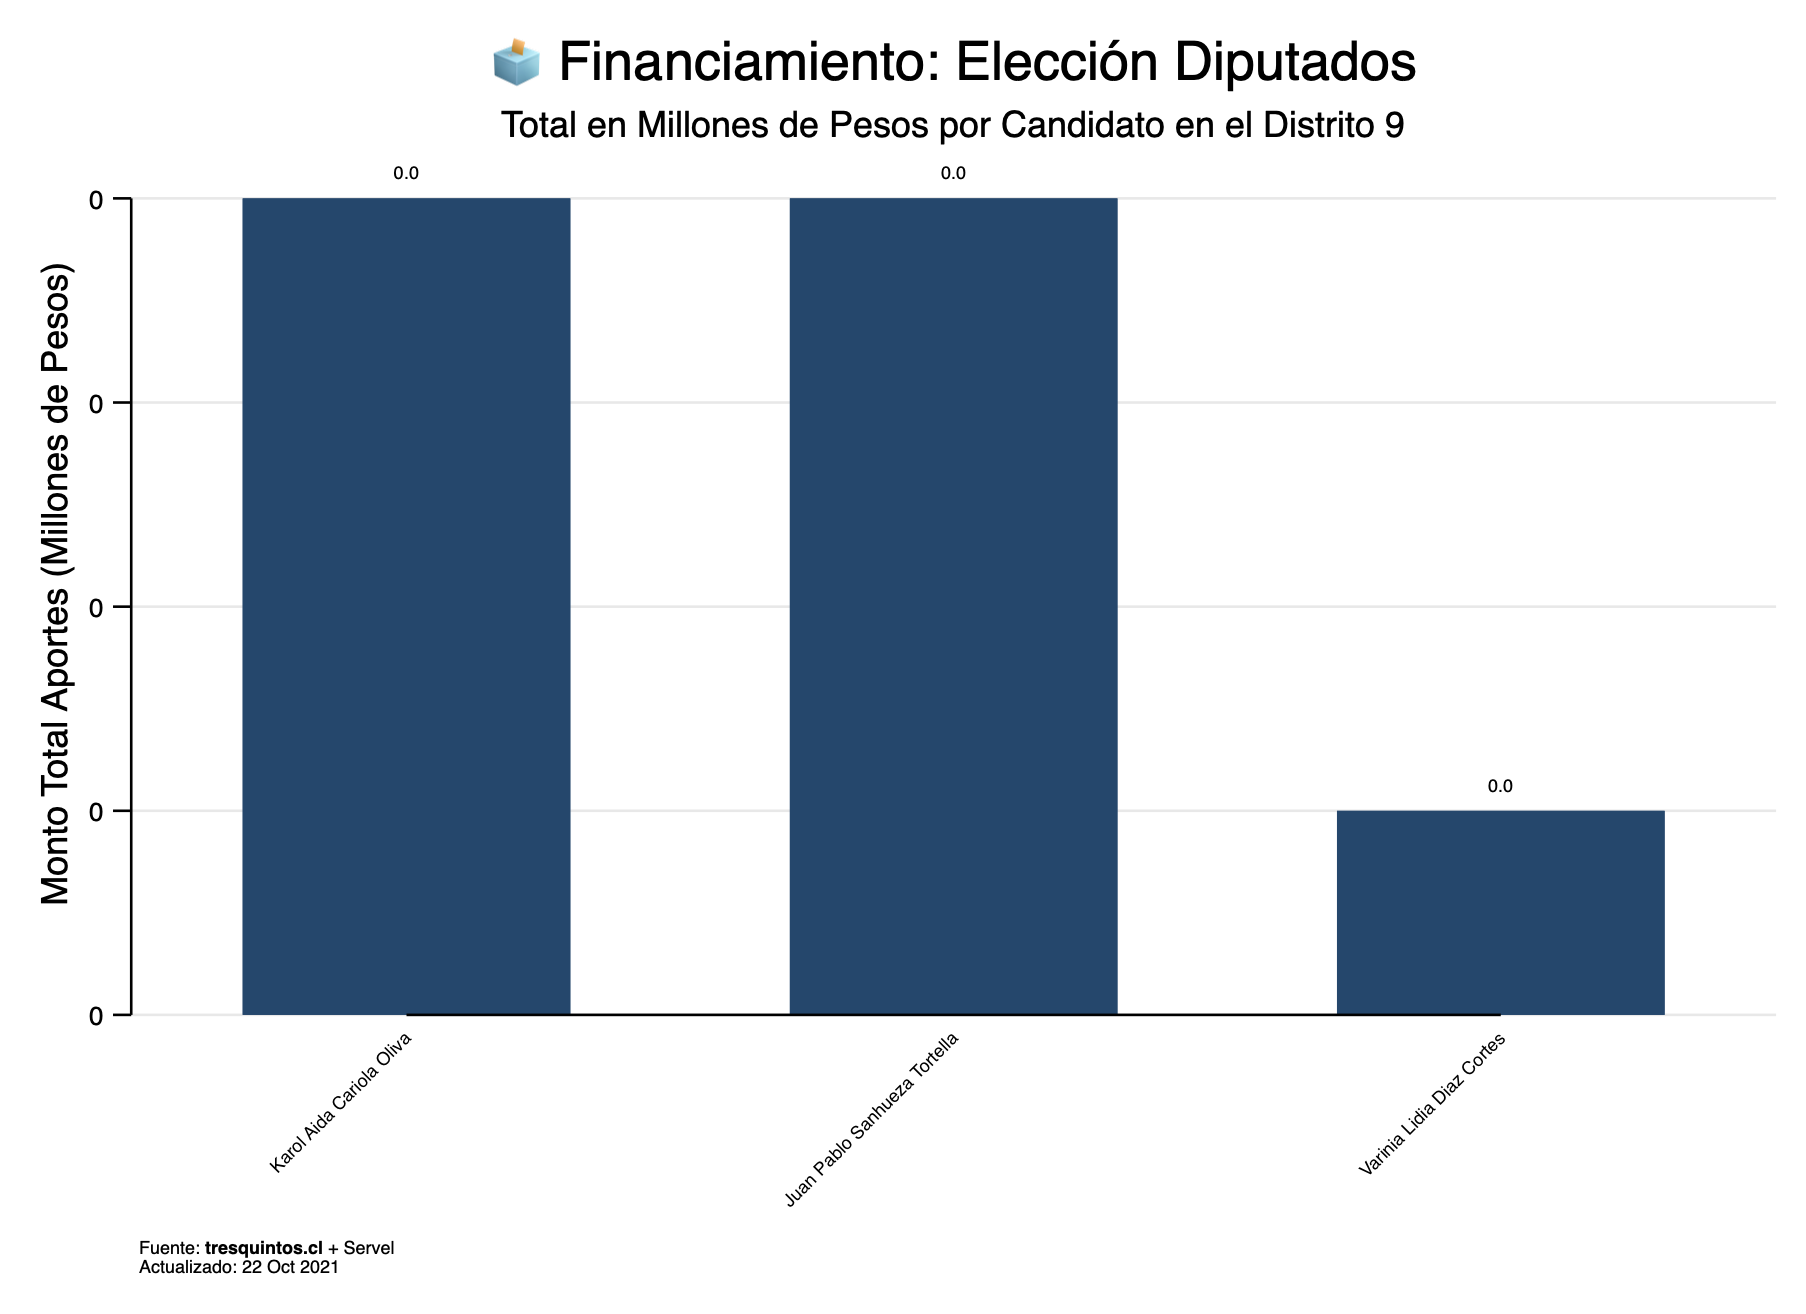 Financiamiento: Elección Diputados
Total en Millones de Pesos por Candidato en el Distrito 9
Monto Total Aportes (Millones de Pesos)
0
0
0
0
0
0.0
0.0
0.0
Karol Aida Cariola Oliva
Juan Pablo Sanhueza Tortella
Varinia Lidia Diaz Cortes
Fuente: tresquintos.cl + Servel
Actualizado: 22 Oct 2021